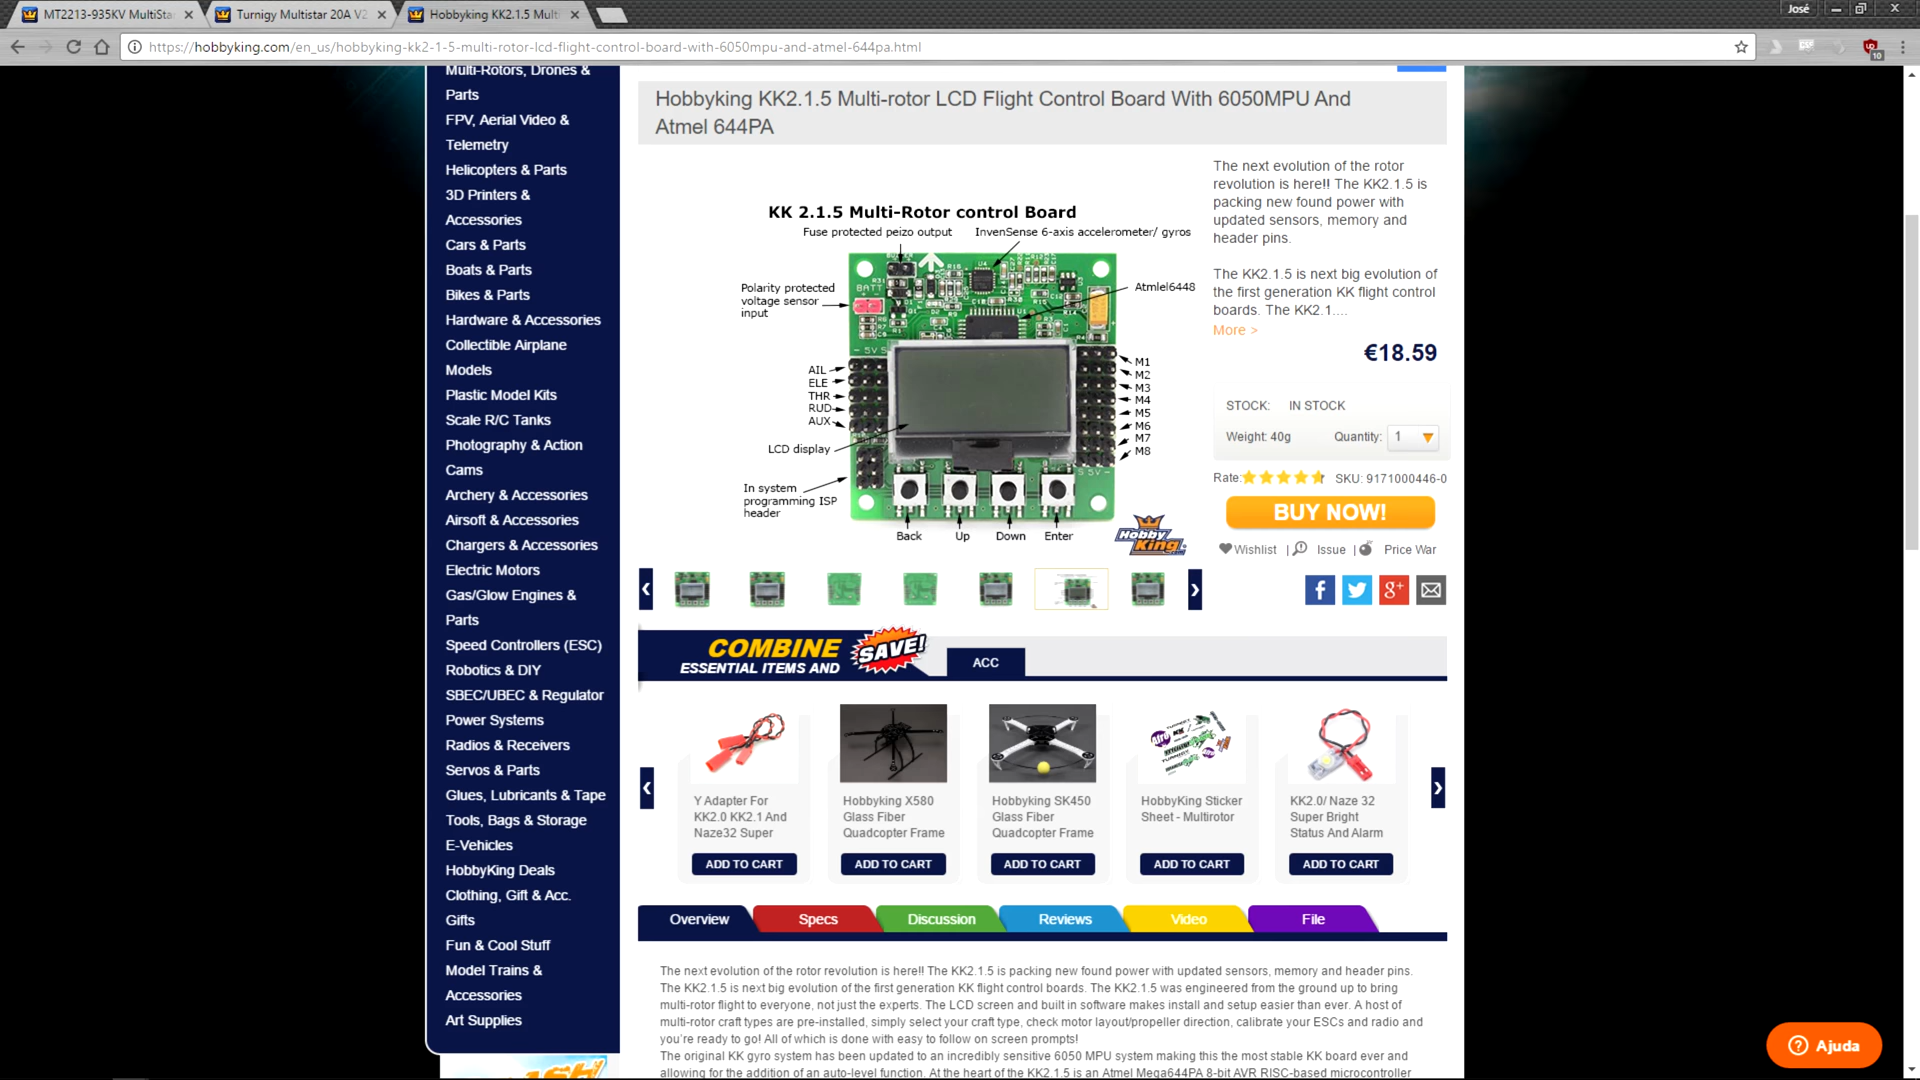 MT2213-935KV MultiSta
Turnigy Multistar 20A V2
Hobbyking KK2.1.5 Multi-
José
https://hobbyking.com/en_us/hobbyking-kk2-1-5-multi-rotor-lcd-flight-control-board-with-6050mpu-and-atmel-644pa.html
10
Multi-Rotors, Drones &
Parts
FPV, Aerial Video &
Telemetry
Helicopters & Parts
3D Printers &
Accessories
Cars & Parts
Boats & Parts
Bikes & Parts
Hardware & Accessories
Collectible Airplane
Models
Plastic Model Kits
Scale R/C Tanks
Photography & Action
Cams
Archery & Accessories
Airsoft & Accessories
Chargers & Accessories
Electric Motors
Gas/Glow Engines &
Parts
Speed Controllers (ESC)
Robotics & DIY
SBEC/UBEC & Regulator
Power Systems
Radios & Receivers
Servos & Parts
Glues, Lubricants & Tape
Tools, Bags & Storage
E-Vehicles
HobbyKing Deals
Clothing, Gift & Acc.
Gifts
Fun & Cool Stuff
Model Trains &
Accessories
Art Supplies
Hobbyking KK2.1.5 Multi-rotor LCD Flight Control Board With 6050MPU And
Atmel 644PA
KK 2.1.5 Multi-Rotor control Board
Fuse protected peizo output
InvenSense 6-axis accelerometer/ gyros
Polarity protected
voltage sensor
input
Atmlel6448
BATT
- 5V S
AIL
ELE
THR
RUD
AUX
LCD display
In system
programming ISP
header
M1
M2
M3
M4
M5
M6
M7
M8
S 5V -
Back
Up
Down
Enter
Hobby
King.com
The next evolution of the rotor
revolution is here!! The KK2.1.5 is
packing new found power with
updated sensors, memory and
header pins.
The KK2.1.5 is next big evolution of
the first generation KK flight control
boards. The KK2.1....
More >
€18.59
STOCK: IN STOCK
Weight: 40g Quantity: 1
Rate: SKU: 9171000446-0
BUY NOW!
Wishlist | Issue | Price War
COMBINE
ESSENTIAL ITEMS AND
SAVE!
ACC
Y Adapter For
KK2.0 KK2.1 And
Naze32 Super
ADD TO CART
Hobbyking X580
Glass Fiber
Quadcopter Frame
ADD TO CART
Hobbyking SK450
Glass Fiber
Quadcopter Frame
ADD TO CART
HobbyKing Sticker
Sheet - Multirotor
ADD TO CART
KK2.0/ Naze 32
Super Bright
Status And Alarm
ADD TO CART
Overview
Specs
Discussion
Reviews
Video
File
The next evolution of the rotor revolution is here!! The KK2.1.5 is packing new found power with updated sensors, memory and header pins.
The KK2.1.5 is next big evolution of the first generation KK flight control boards. The KK2.1.5 was engineered from the ground up to bring
multi-rotor flight to everyone, not just the experts. The LCD screen and built in software makes install and setup easier than ever. A host of
multi-rotor craft types are pre-installed, simply select your craft type, check motor layout/propeller direction, calibrate your ESCs and radio and
you're ready to go! All of which is done with easy to follow on screen prompts!
The original KK gyro system has been updated to an incredibly sensitive 6050 MPU system making this the most stable KK board ever and
allowing for the addition of an auto-level function. At the heart of the KK2.1.5 is an Atmel Mega644PA 8-bit AVR RISC-based microcontroller
Ajuda